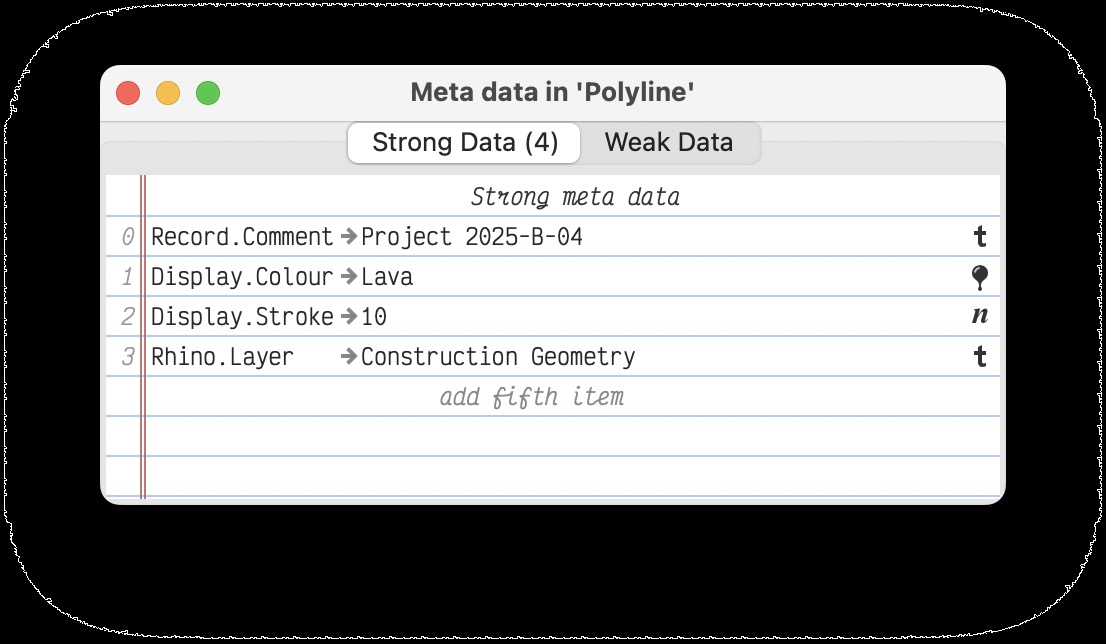 Meta data in 'Polyline'
Strong Data (4) Weak Data
Strong meta data
0 Record.Comment → Project 2025-B-04 t
1 Display.Colour → Lava
2 Display.Stroke → 10 n
3 Rhino.Layer → Construction Geometry t
add fifth item